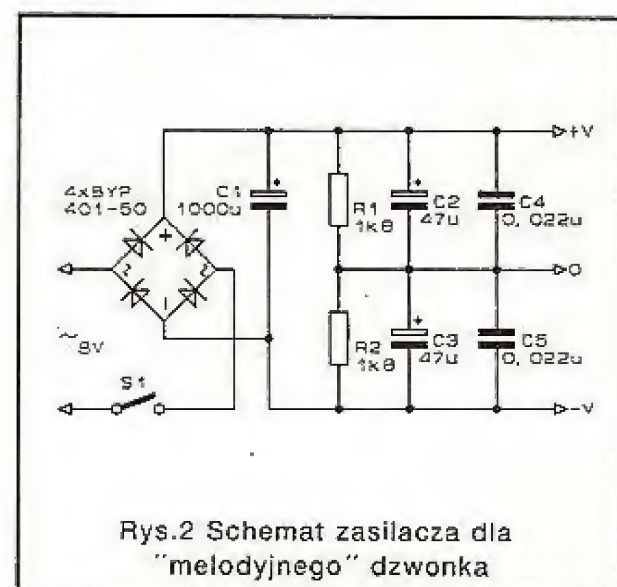 4xBYP
401-50
C1
1000u
R1
1k8
C2
47u
C4
0,022u
+V
0
~8V
S1
R2
1k8
C3
47u
C5
0,022u
-V
Rys.2 Schemat zasilacza dla
"melodyjnego" dzwonka